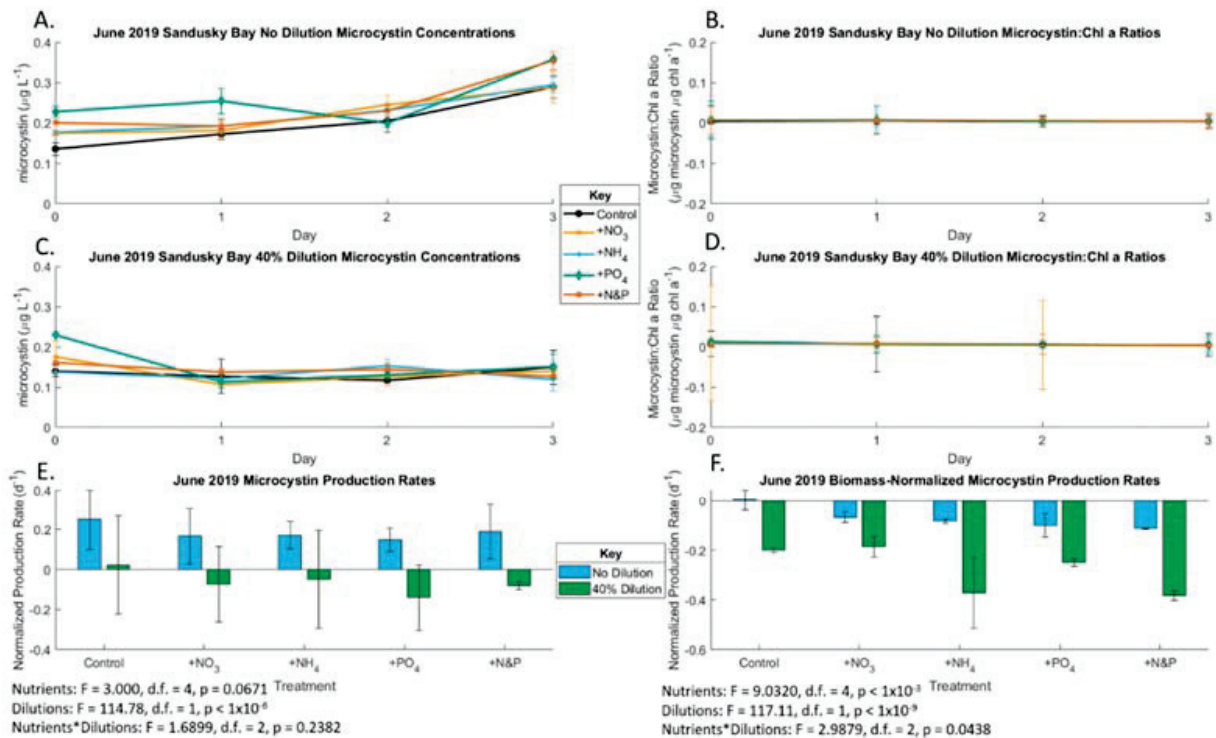 A.
June 2019 Sandusky Bay No Dilution Microcystin Concentrations
microcystin (μg L⁻¹)
0.4
0.3
0.2
0.1
0
0
1
2
3
Day
B.
June 2019 Sandusky Bay No Dilution Microcystin:Chl a Ratios
Microcystin:Chl a Ratio
(μg microcystin μg chl a⁻¹)
0.2
0.1
0
-0.1
-0.2
0
1
2
3
Day
Key
Control
+NO₃
+NH₄
+PO₄
+N&P
C.
June 2019 Sandusky Bay 40% Dilution Microcystin Concentrations
microcystin (μg L⁻¹)
0.4
0.3
0.2
0.1
0
0
1
2
3
Day
D.
June 2019 Sandusky Bay 40% Dilution Microcystin:Chl a Ratios
Microcystin:Chl a Ratio
(μg microcystin μg chl a⁻¹)
0.2
0.1
0
-0.1
-0.2
0
1
2
3
Day
E.
June 2019 Microcystin Production Rates
Normalized Production Rate (d⁻¹)
0.4
0.2
0
-0.2
-0.4
Control
+NO₃
+NH₄
+PO₄
+N&P
Treatment
Key
No Dilution
40% Dilution
F.
June 2019 Biomass-Normalized Microcystin Production Rates
Normalized Production Rate (d⁻¹)
0
-0.2
-0.4
-0.6
Control
+NO₃
+NH₄
+PO₄
+N&P
Treatment
Nutrients: F = 3.000, d.f. = 4, p = 0.0671
Dilutions: F = 114.78, d.f. = 1, p < 1x10⁻⁶
Nutrients*Dilutions: F = 1.6899, d.f. = 2, p = 0.2382
Nutrients: F = 9.0320, d.f. = 4, p < 1x10⁻³
Dilutions: F = 117.11, d.f. = 1, p < 1x10⁻⁹
Nutrients*Dilutions: F = 2.9879, d.f. = 2, p = 0.0438